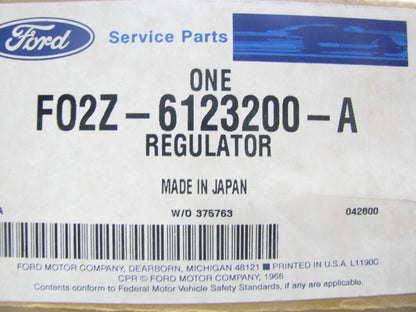 Ford
Service Parts
ONE
F02Z-6123200-A
REGULATOR
MADE IN JAPAN
A
W/O 375763
042800
FORD MOTOR COMPANY, DEARBORN, MICHIGAN 48121 ■ PRINTED IN U.S.A. L1190C
CPR © FORD MOTOR COMPANY, 1966
Contents conform to Federal Motor Vehicle Safety Standards, if any are applicable.